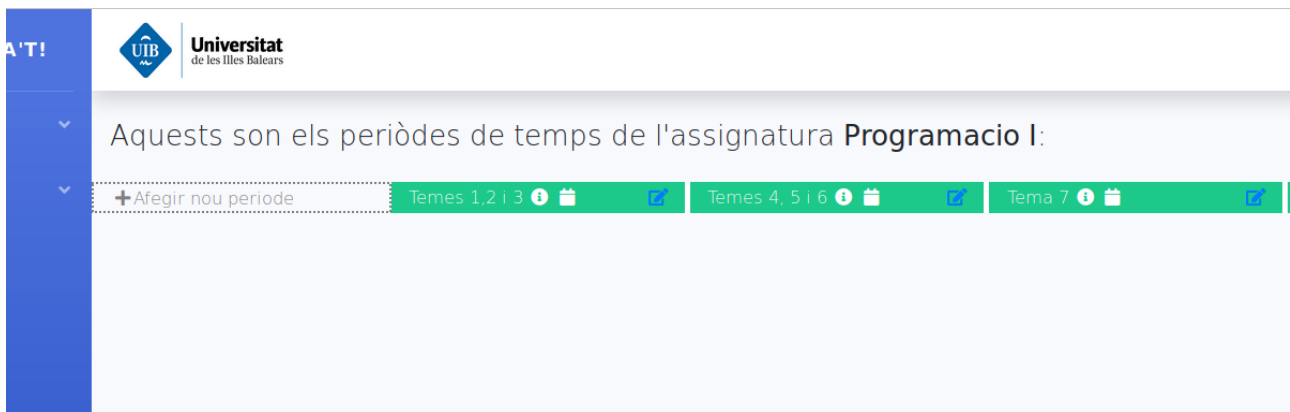 A'T!
UIB
Universitat
de les Illes Balears
Aquests son els periòdes de temps de l'assignatura Programacio I:
Afegir nou periode
Temes 1,2 i 3
Temes 4, 5 i 6
Tema 7